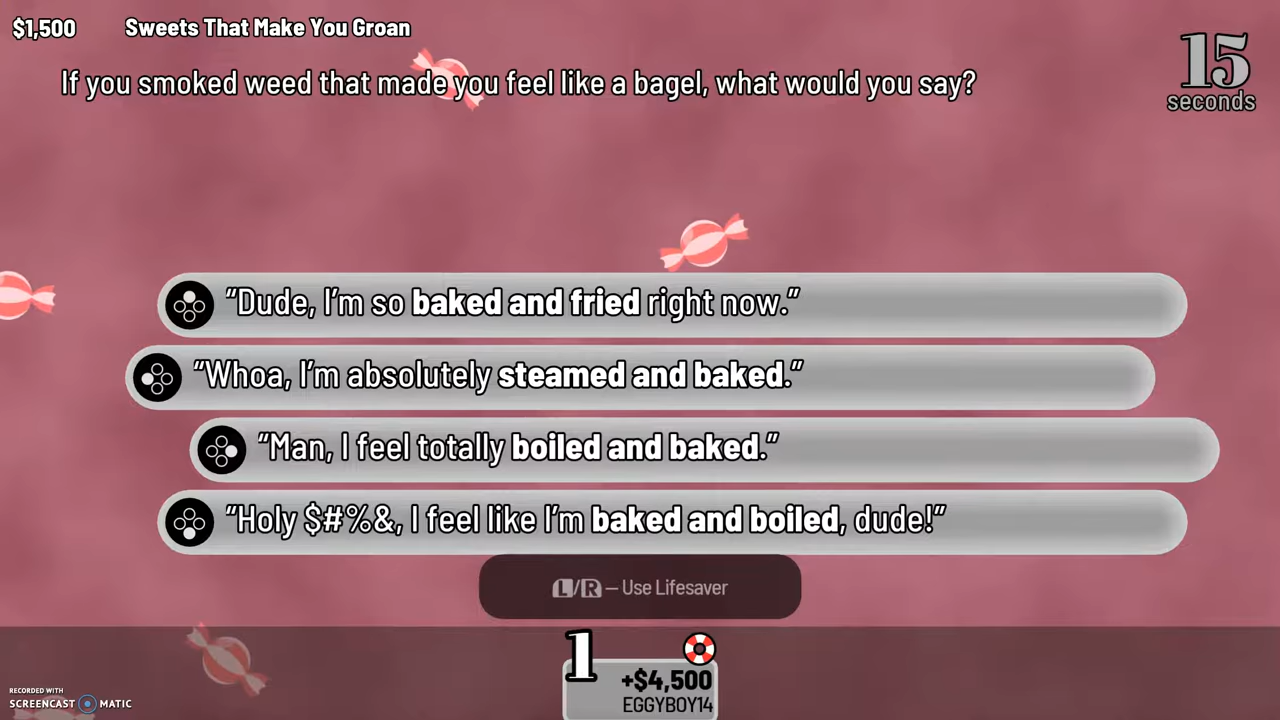 $1,500 Sweets That Make You Groan
If you smoked weed that made you feel like a bagel, what would you say?
15
seconds
"Dude, I'm so baked and fried right now."
"Whoa, I'm absolutely steamed and baked."
"Man, I feel totally boiled and baked."
"Holy $#%&, I feel like I'm baked and boiled, dude!"
L/R – Use Lifesaver
1
+$4,500
EGGYBOY14
RECORDED WITH
SCREENCAST MATIC